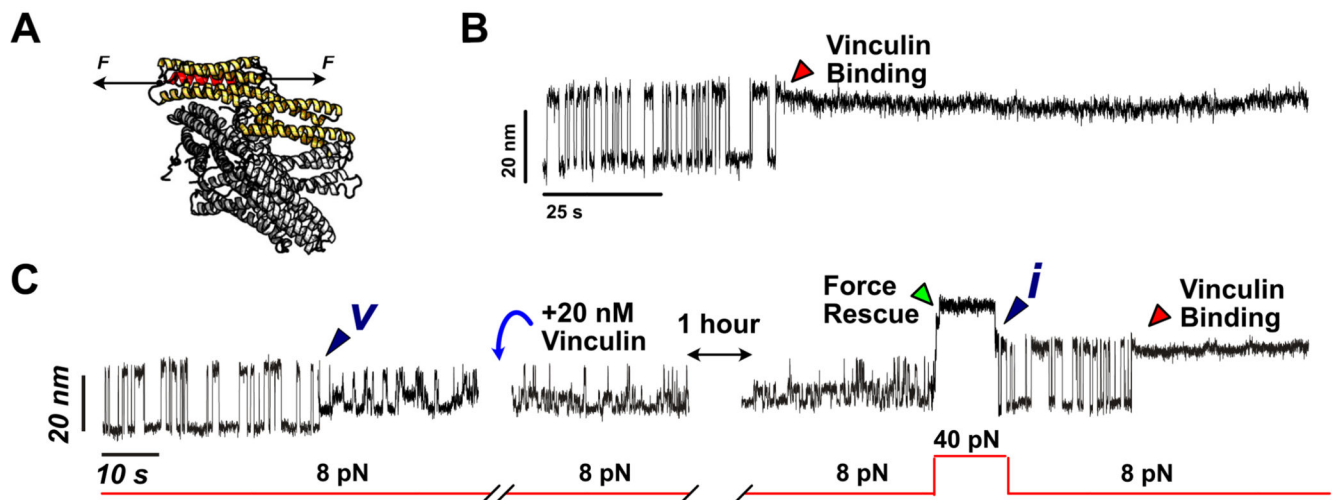 A
F
F
B
Vinculin
Binding
20 nm
25 s
C
V
+20 nM
Vinculin
1 hour
Force
Rescue
i
Vinculin
Binding
20 nm
10 s
8 pN
8 pN
8 pN
40 pN
8 pN